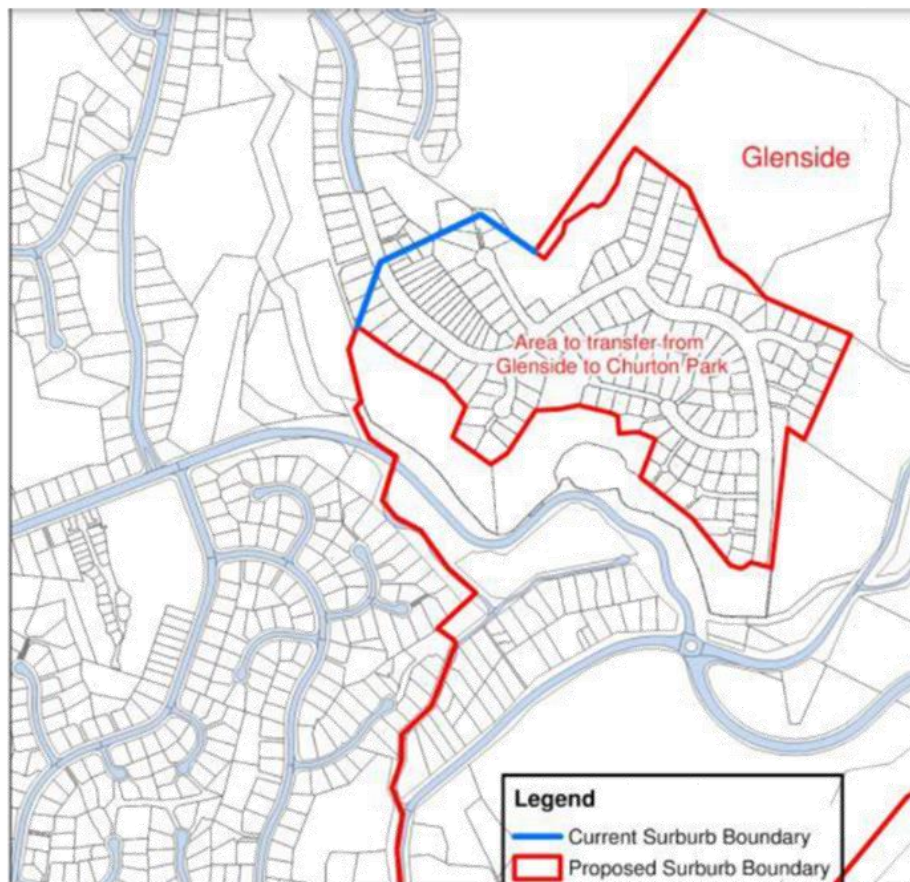 Glenside
Area to transfer from
Glenside to Churton Park
Legend
Current Surburb Boundary
Proposed Surburb Boundary